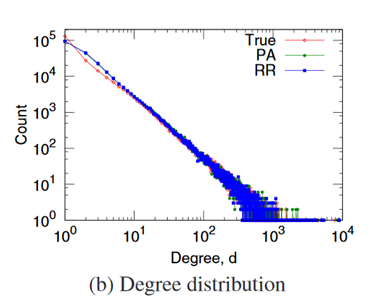 10^5
10^4
10^3
10^2
10^1
10^0
Count
True
PA
RR
10^0 10^1 10^2 10^3 10^4
Degree, d
(b) Degree distribution